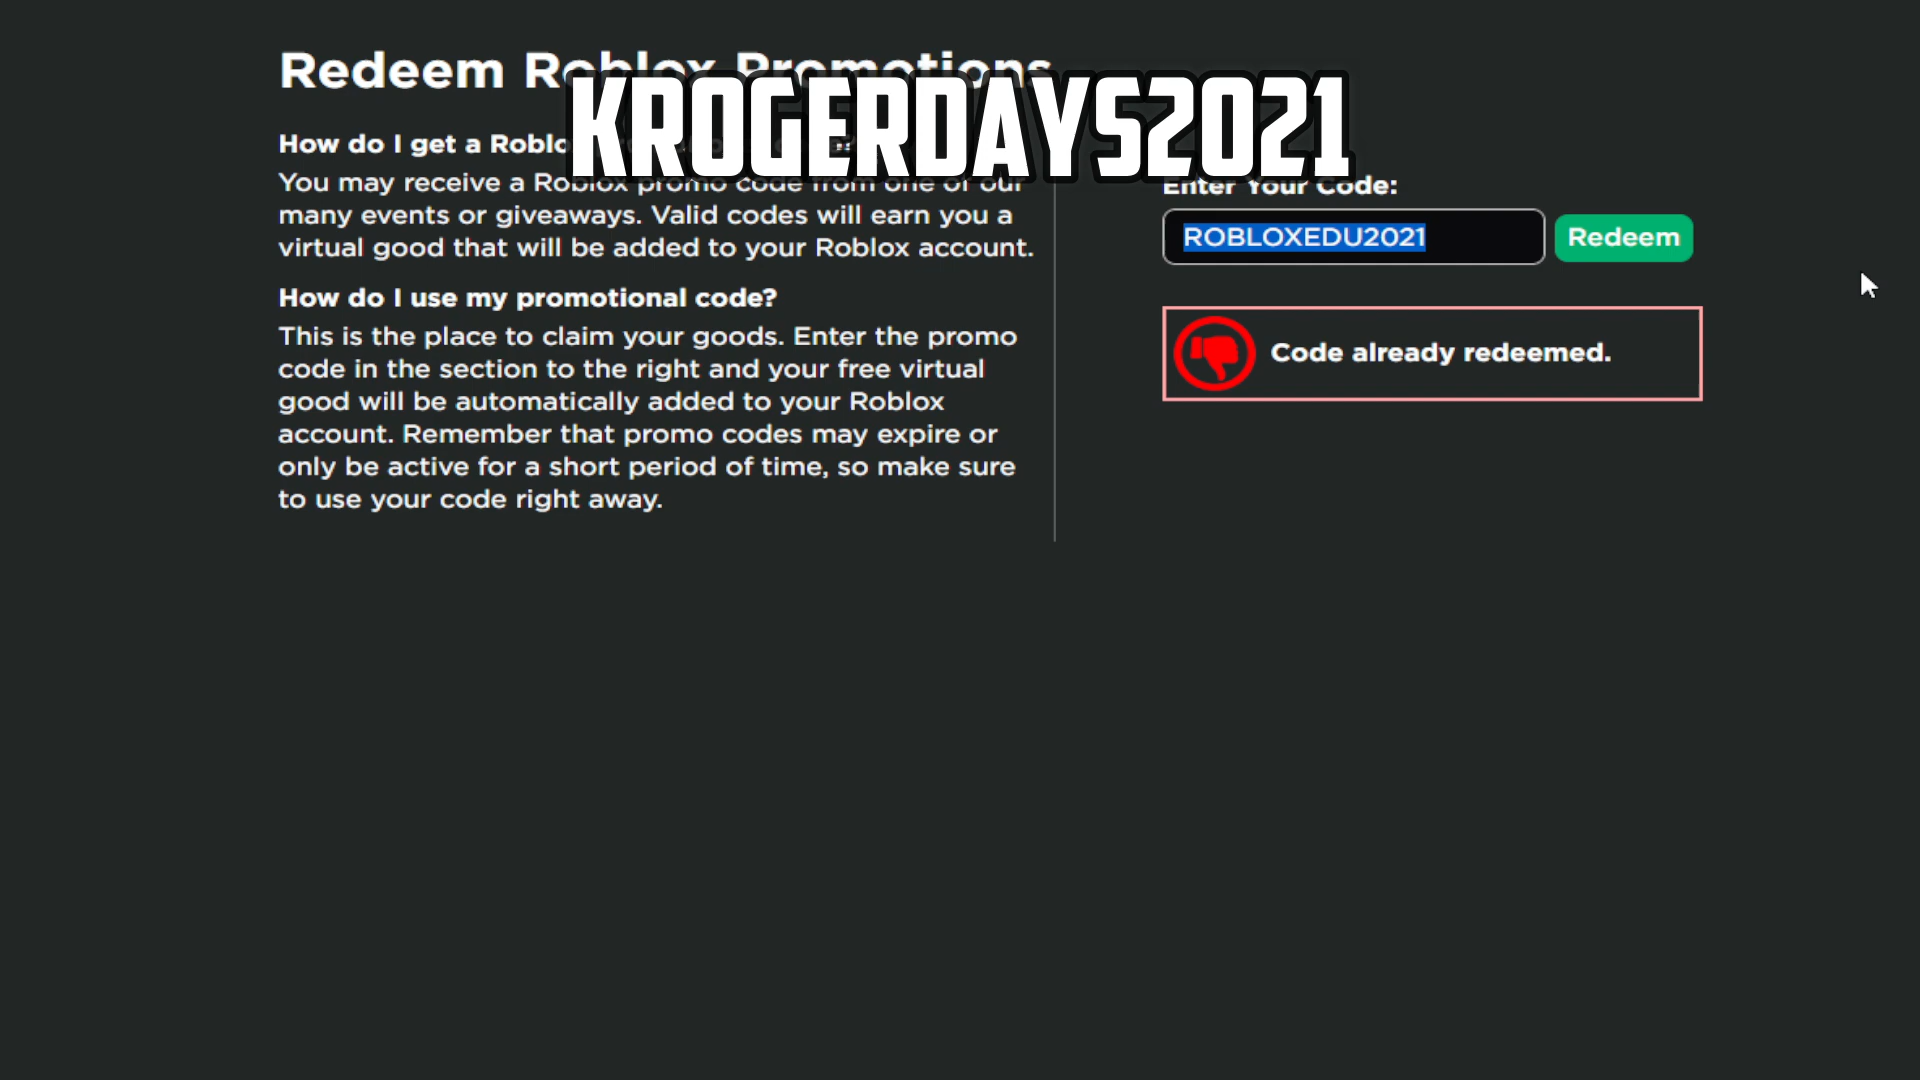 Redeem Roblox Promotions
KROGERDAYS2021
How do I get a Roblo
You may receive a Roblox promo code from one of our
many events or giveaways. Valid codes will earn you a
virtual good that will be added to your Roblox account.
How do I use my promotional code?
This is the place to claim your goods. Enter the promo
code in the section to the right and your free virtual
good will be automatically added to your Roblox
account. Remember that promo codes may expire or
only be active for a short period of time, so make sure
to use your code right away.
Enter Your Code:
ROBLOXEDU2021
Redeem
Code already redeemed.